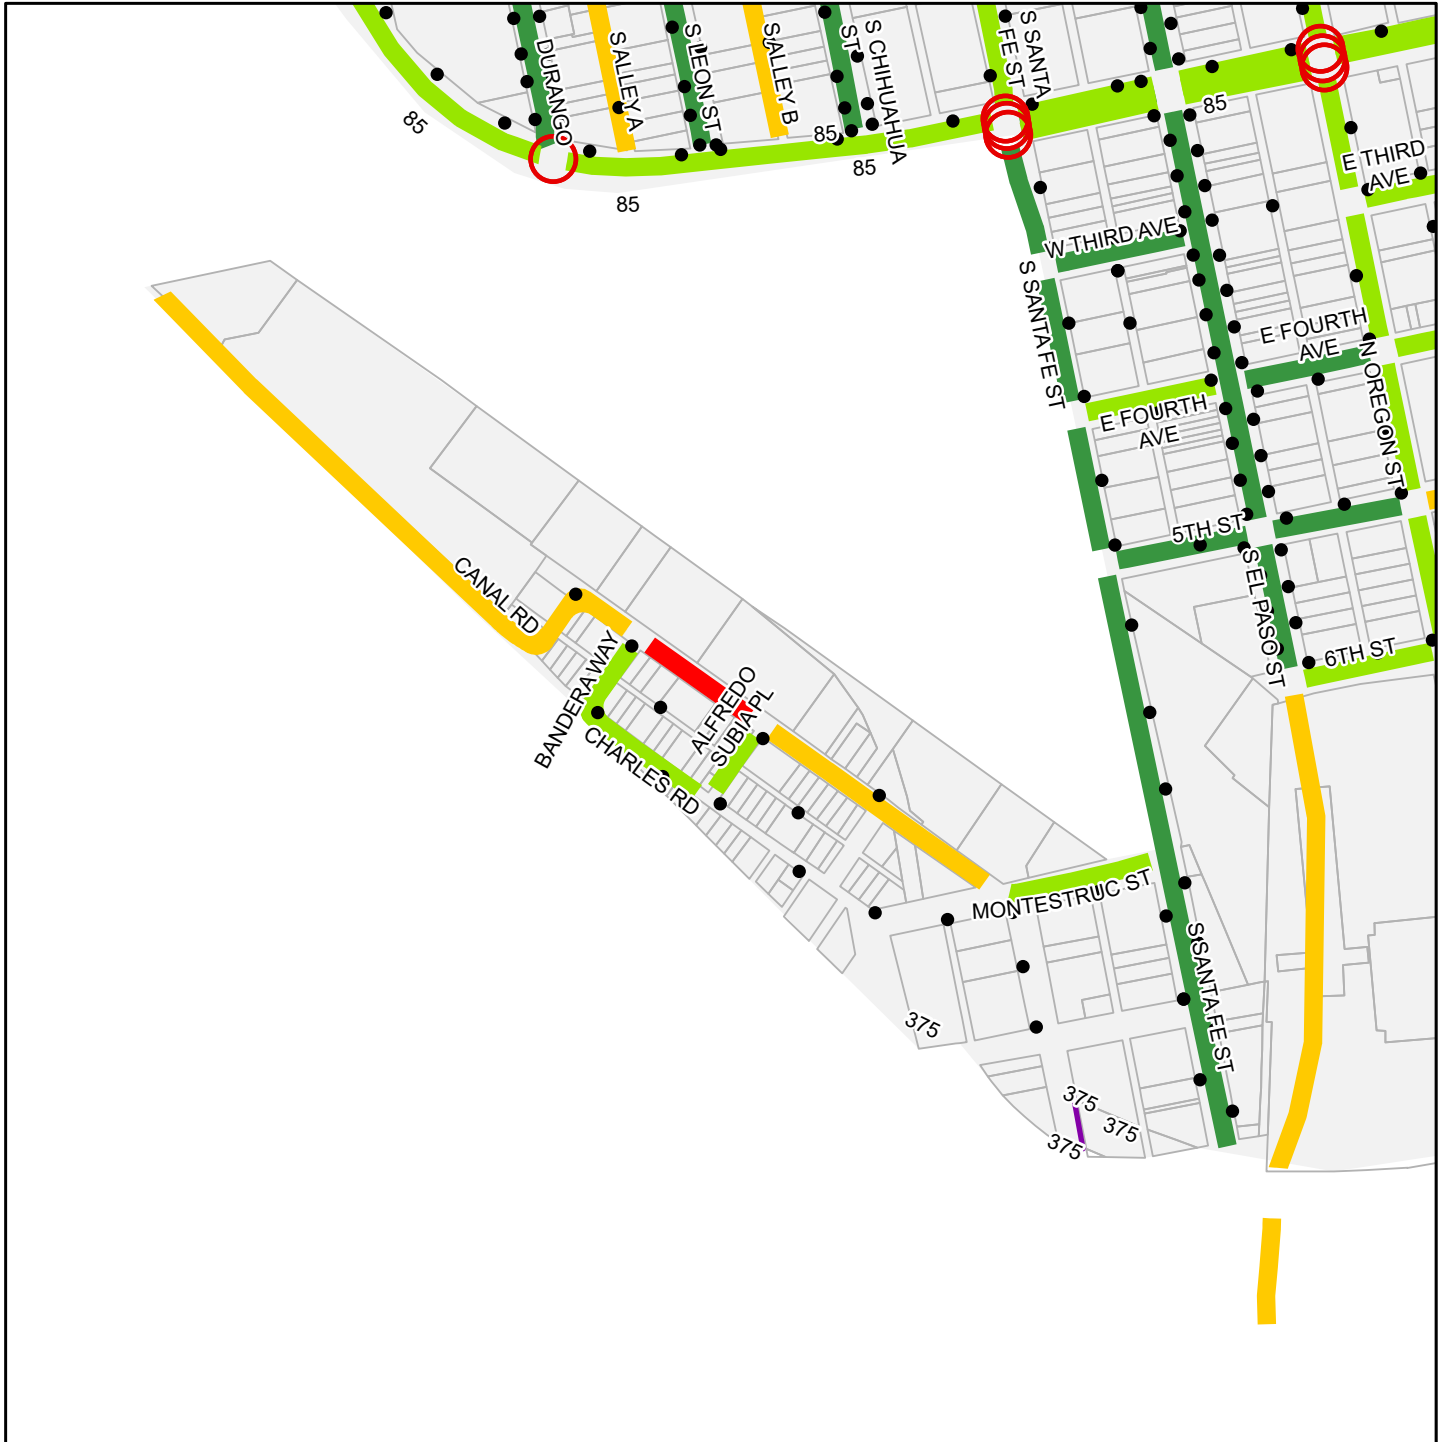 DURANGO
S ALLEY A
S LEON ST
S ALLEY B
S CHIHUAHUA
ST
S SANTA
FE ST
85
85
85
85
85
E THIRD
AVE
W THIRD AVE
S SANTA FE ST
E FOURTH
AVE
N OREGON ST
E FOURTH
AVE
5TH ST
S EL PASO ST
6TH ST
CANAL RD
BANDERA WAY
ALFREDO
SUBIA PL
CHARLES RD
MONTESTRUC ST
S SANTA FE ST
375
375
375
375